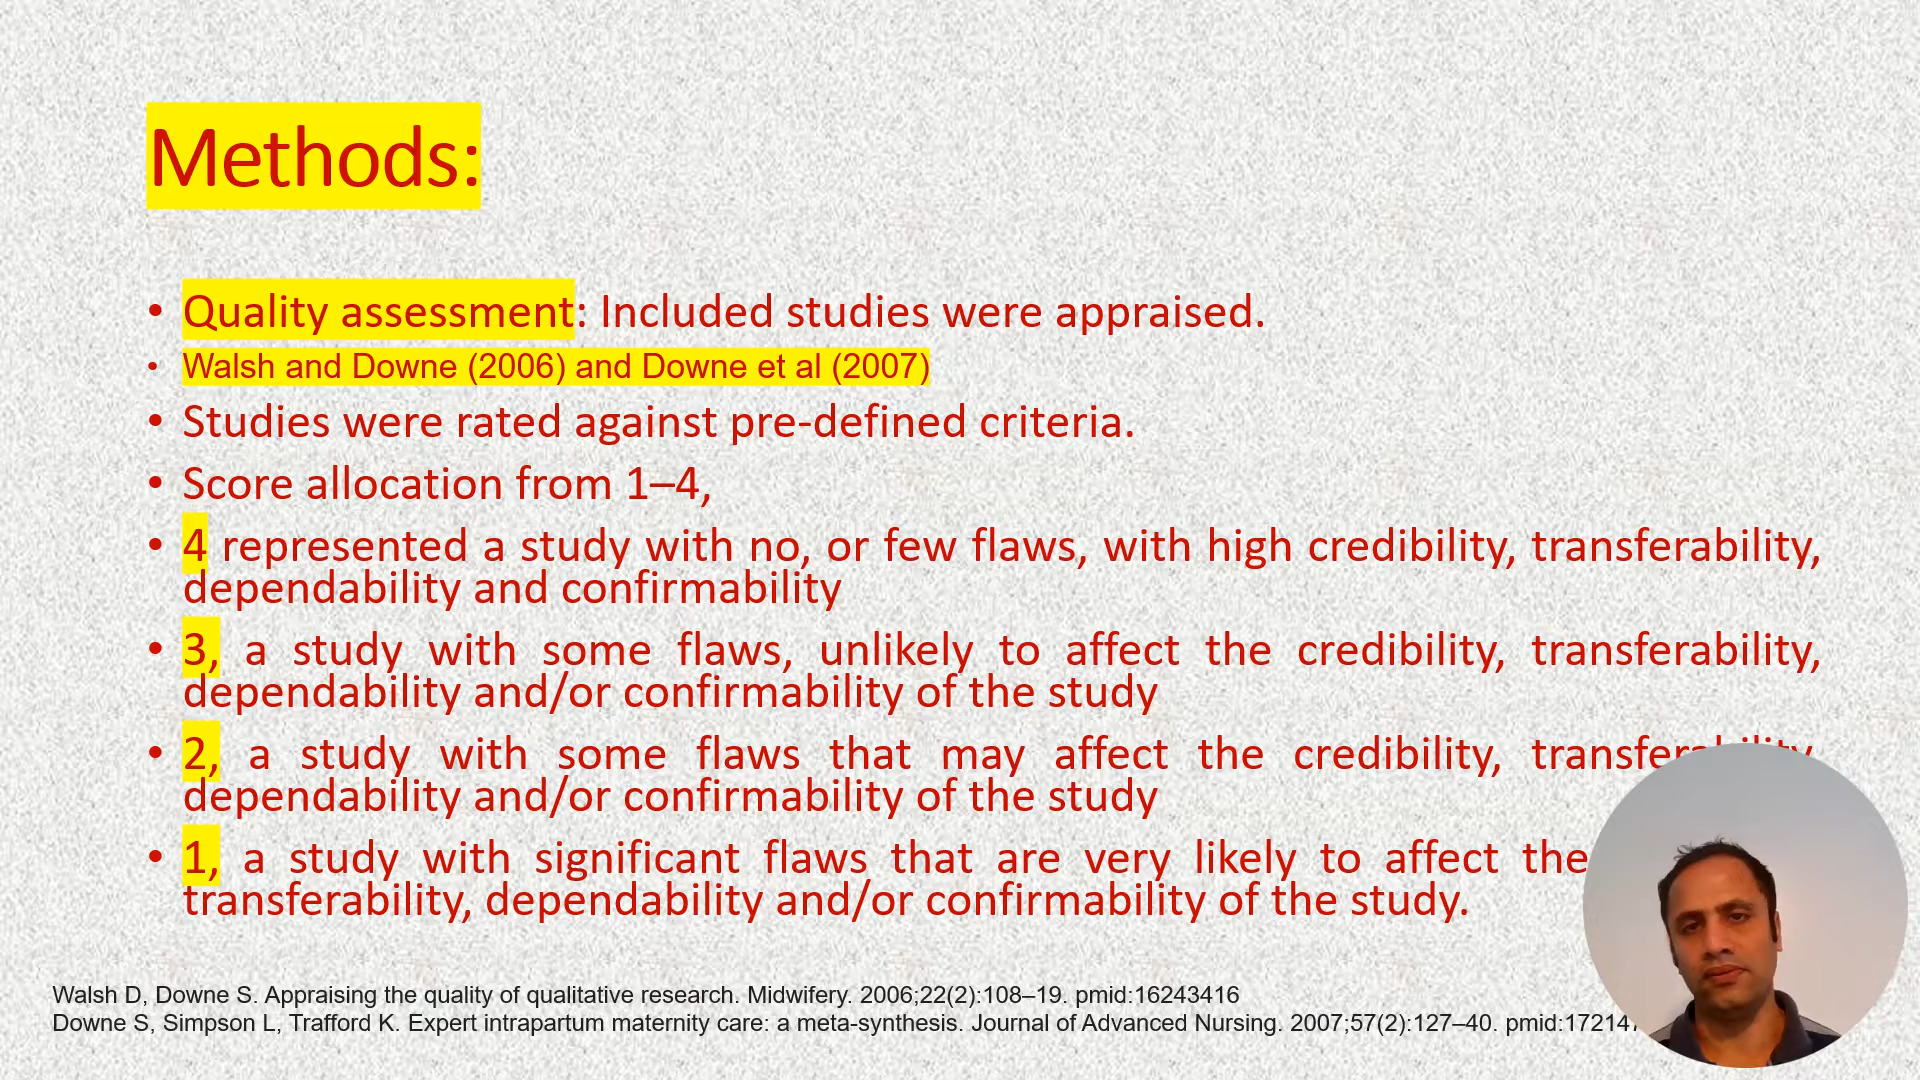 Methods:
• Quality assessment: Included studies were appraised.
• Walsh and Downe (2006) and Downe et al (2007)
• Studies were rated against pre-defined criteria.
• Score allocation from 1–4,
• 4 represented a study with no, or few flaws, with high credibility, transferability,
dependability and confirmability
• 3, a study with some flaws, unlikely to affect the credibility, transferability,
dependability and/or confirmability of the study
• 2, a study with some flaws that may affect the credibility, transferability,
dependability and/or confirmability of the study
• 1, a study with significant flaws that are very likely to affect the
transferability, dependability and/or confirmability of the study.
Walsh D, Downe S. Appraising the quality of qualitative research. Midwifery. 2006;22(2):108–19. pmid:16243416
Downe S, Simpson L, Trafford K. Expert intrapartum maternity care: a meta-synthesis. Journal of Advanced Nursing. 2007;57(2):127–40.